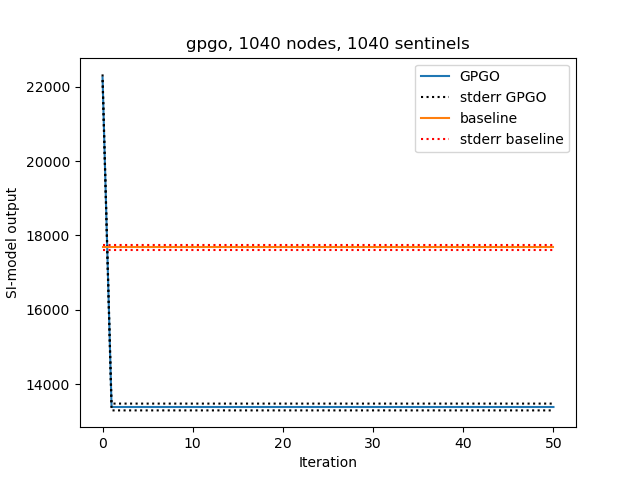 gpgo, 1040 nodes, 1040 sentinels
GPGO
stderr GPGO
baseline
stderr baseline
22000
20000
18000
16000
14000
SI-model output
0 10 20 30 40 50
Iteration